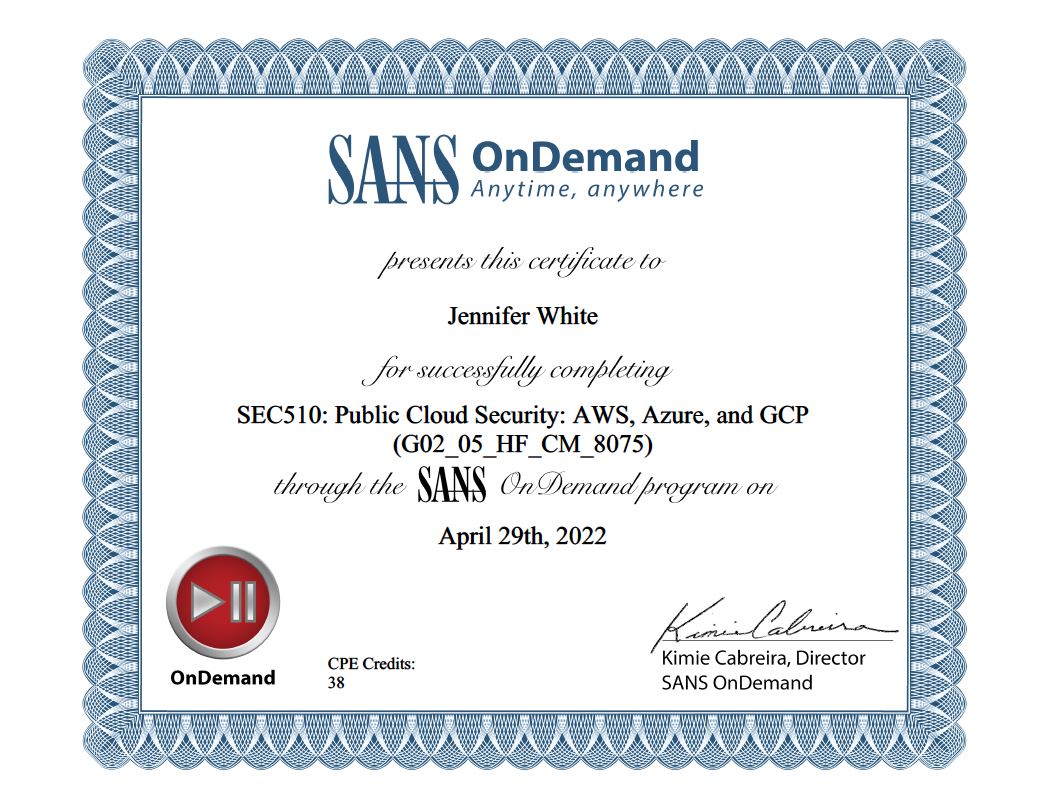 SANS OnDemand
Anytime, anywhere
presents this certificate to
Jennifer White
for successfully completing
SEC510: Public Cloud Security: AWS, Azure, and GCP
(G02_05_HF_CM_8075)
through the SANS OnDemand program on
April 29th, 2022
OnDemand
CPE Credits:
38
Kimie Cabreira
Kimie Cabreira, Director
SANS OnDemand